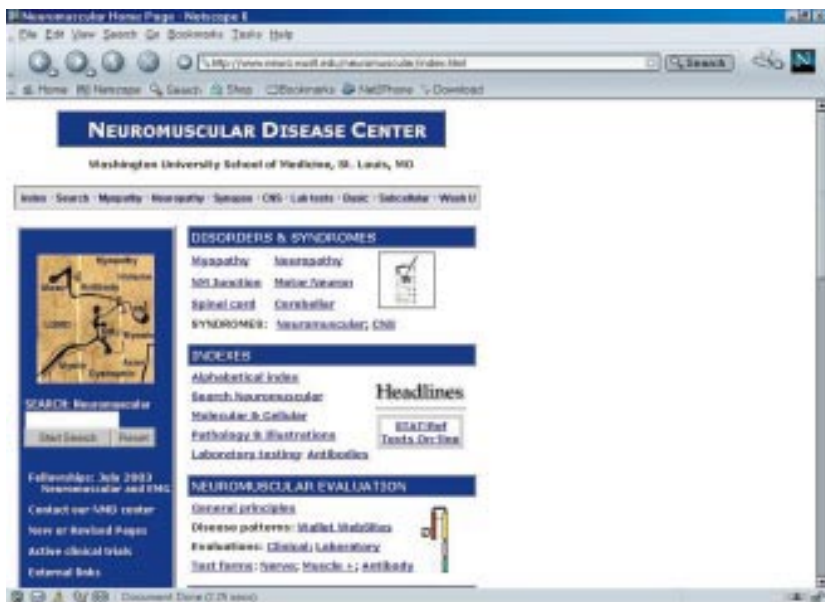 Neuromuscular Home Page - Netscape 6
File Edit View Search Go Bookmarks Tasks Help
Search
Home My Netscape Search Shop Bookmarks Net2Phone Download
NEUROMUSCULAR DISEASE CENTER
Washington University School of Medicine, St. Louis, MO
Index · Search · Myopathy · Neuropathy · Synapse · CNS · Lab tests · Basic · Subcellular · Wash U
DISORDERS & SYNDROMES
Myopathy Neuropathy
NM Junction Motor Neuron
Spinal cord Cerebellar
SYNDROMES: Neuromuscular; CNS
INDEXES
Alphabetical index
Search Neuromuscular
Molecular & Cellular
Pathology & Illustrations
Laboratory testing: Antibodies
Headlines
STAT!Ref
Texts On-line
NEUROMUSCULAR EVALUATION
General principles
Disease patterns: Wallet WebSites
Evaluations: Clinical; Laboratory
Test forms: Nerve; Muscle +; Antibody
Myopathy
Antibody
SEARCH: Neuromuscular
Start Search Reset
Fellowships: July 2003
Neuromuscular and EMG
Contact our NMD center
New or Revised Pages
Active clinical trials
External links
Document: Done